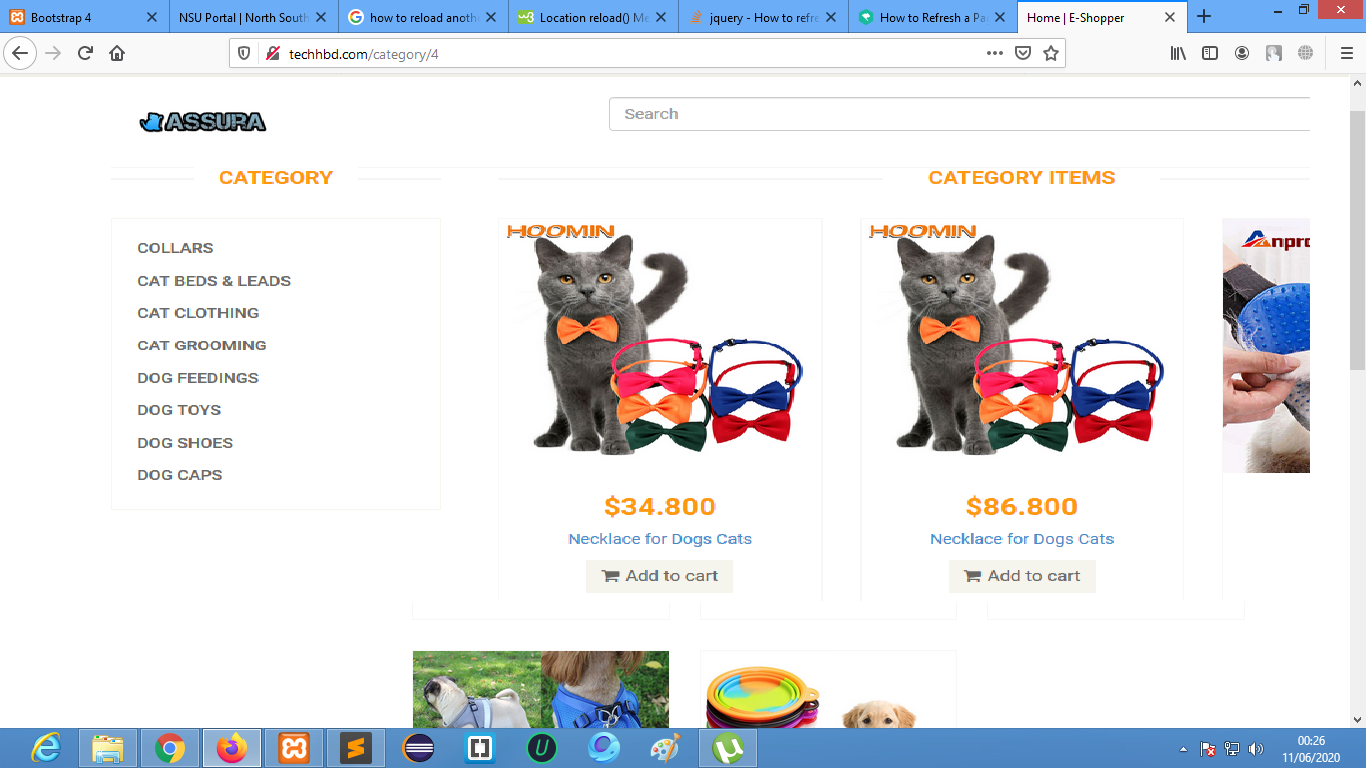 Bootstrap 4
NSU Portal | North South
how to reload anoth
Location reload() Me
jquery - How to refre
How to Refresh a Pa
Home | E-Shopper
techhbd.com/category/4
ASSURA
Search
CATEGORY
CATEGORY ITEMS
COLLARS
CAT BEDS & LEADS
CAT CLOTHING
CAT GROOMING
DOG FEEDINGS
DOG TOYS
DOG SHOES
DOG CAPS
HOOMIN
$34.800
Necklace for Dogs Cats
Add to cart
HOOMIN
$86.800
Necklace for Dogs Cats
Add to cart
Anpro
00:26
11/06/2020